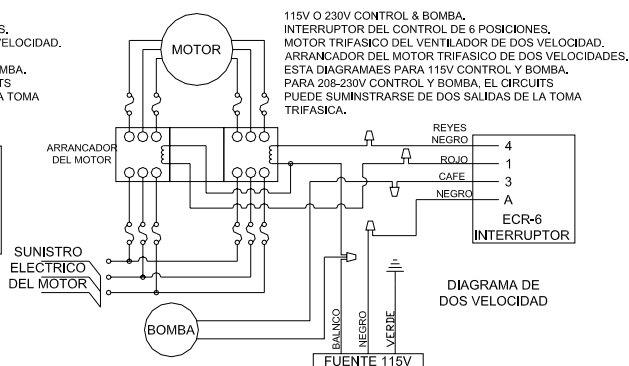 S.
VELOCIDAD.
MBA.
TS
A TOMA
115V O 230V CONTROL & BOMBA.
INTERRUPTOR DEL CONTROL DE 6 POSICIONES.
MOTOR TRIFASICO DEL VENTILADOR DE DOS VELOCIDAD.
ARRANCADOR DEL MOTOR TRIFASICO DE DOS VELOCIDADES.
ESTA DIAGRAMAES PARA 115V CONTROL Y BOMBA.
PARA 208-230V CONTROL Y BOMBA, EL CIRCUITS
PUEDE SUMINSTRARSE DE DOS SALIDAS DE LA TOMA
TRIFASICA.
MOTOR
ARRANCADOR
DEL MOTOR
REYES
NEGRO
4
ROJO
1
CAFE
3
NEGRO
A
ECR-6
INTERRUPTOR
SUNISTRO
ELECTRICO
DEL MOTOR
BOMBA
BALNCO
NEGRO
VERDE
FUENTE 115V
DIAGRAMA DE
DOS VELOCIDAD